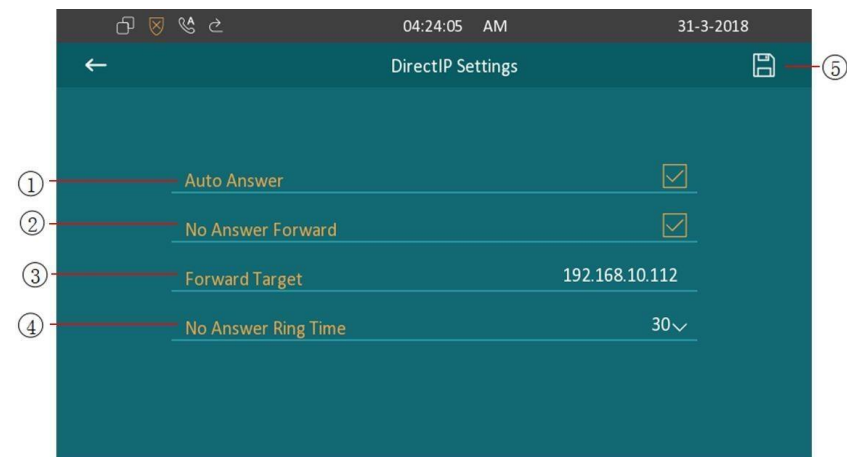 04:24:05 AM 31-3-2018
DirectIP Settings ⑤
① Auto Answer
② No Answer Forward
③ Forward Target 192.168.10.112
④ No Answer Ring Time 30